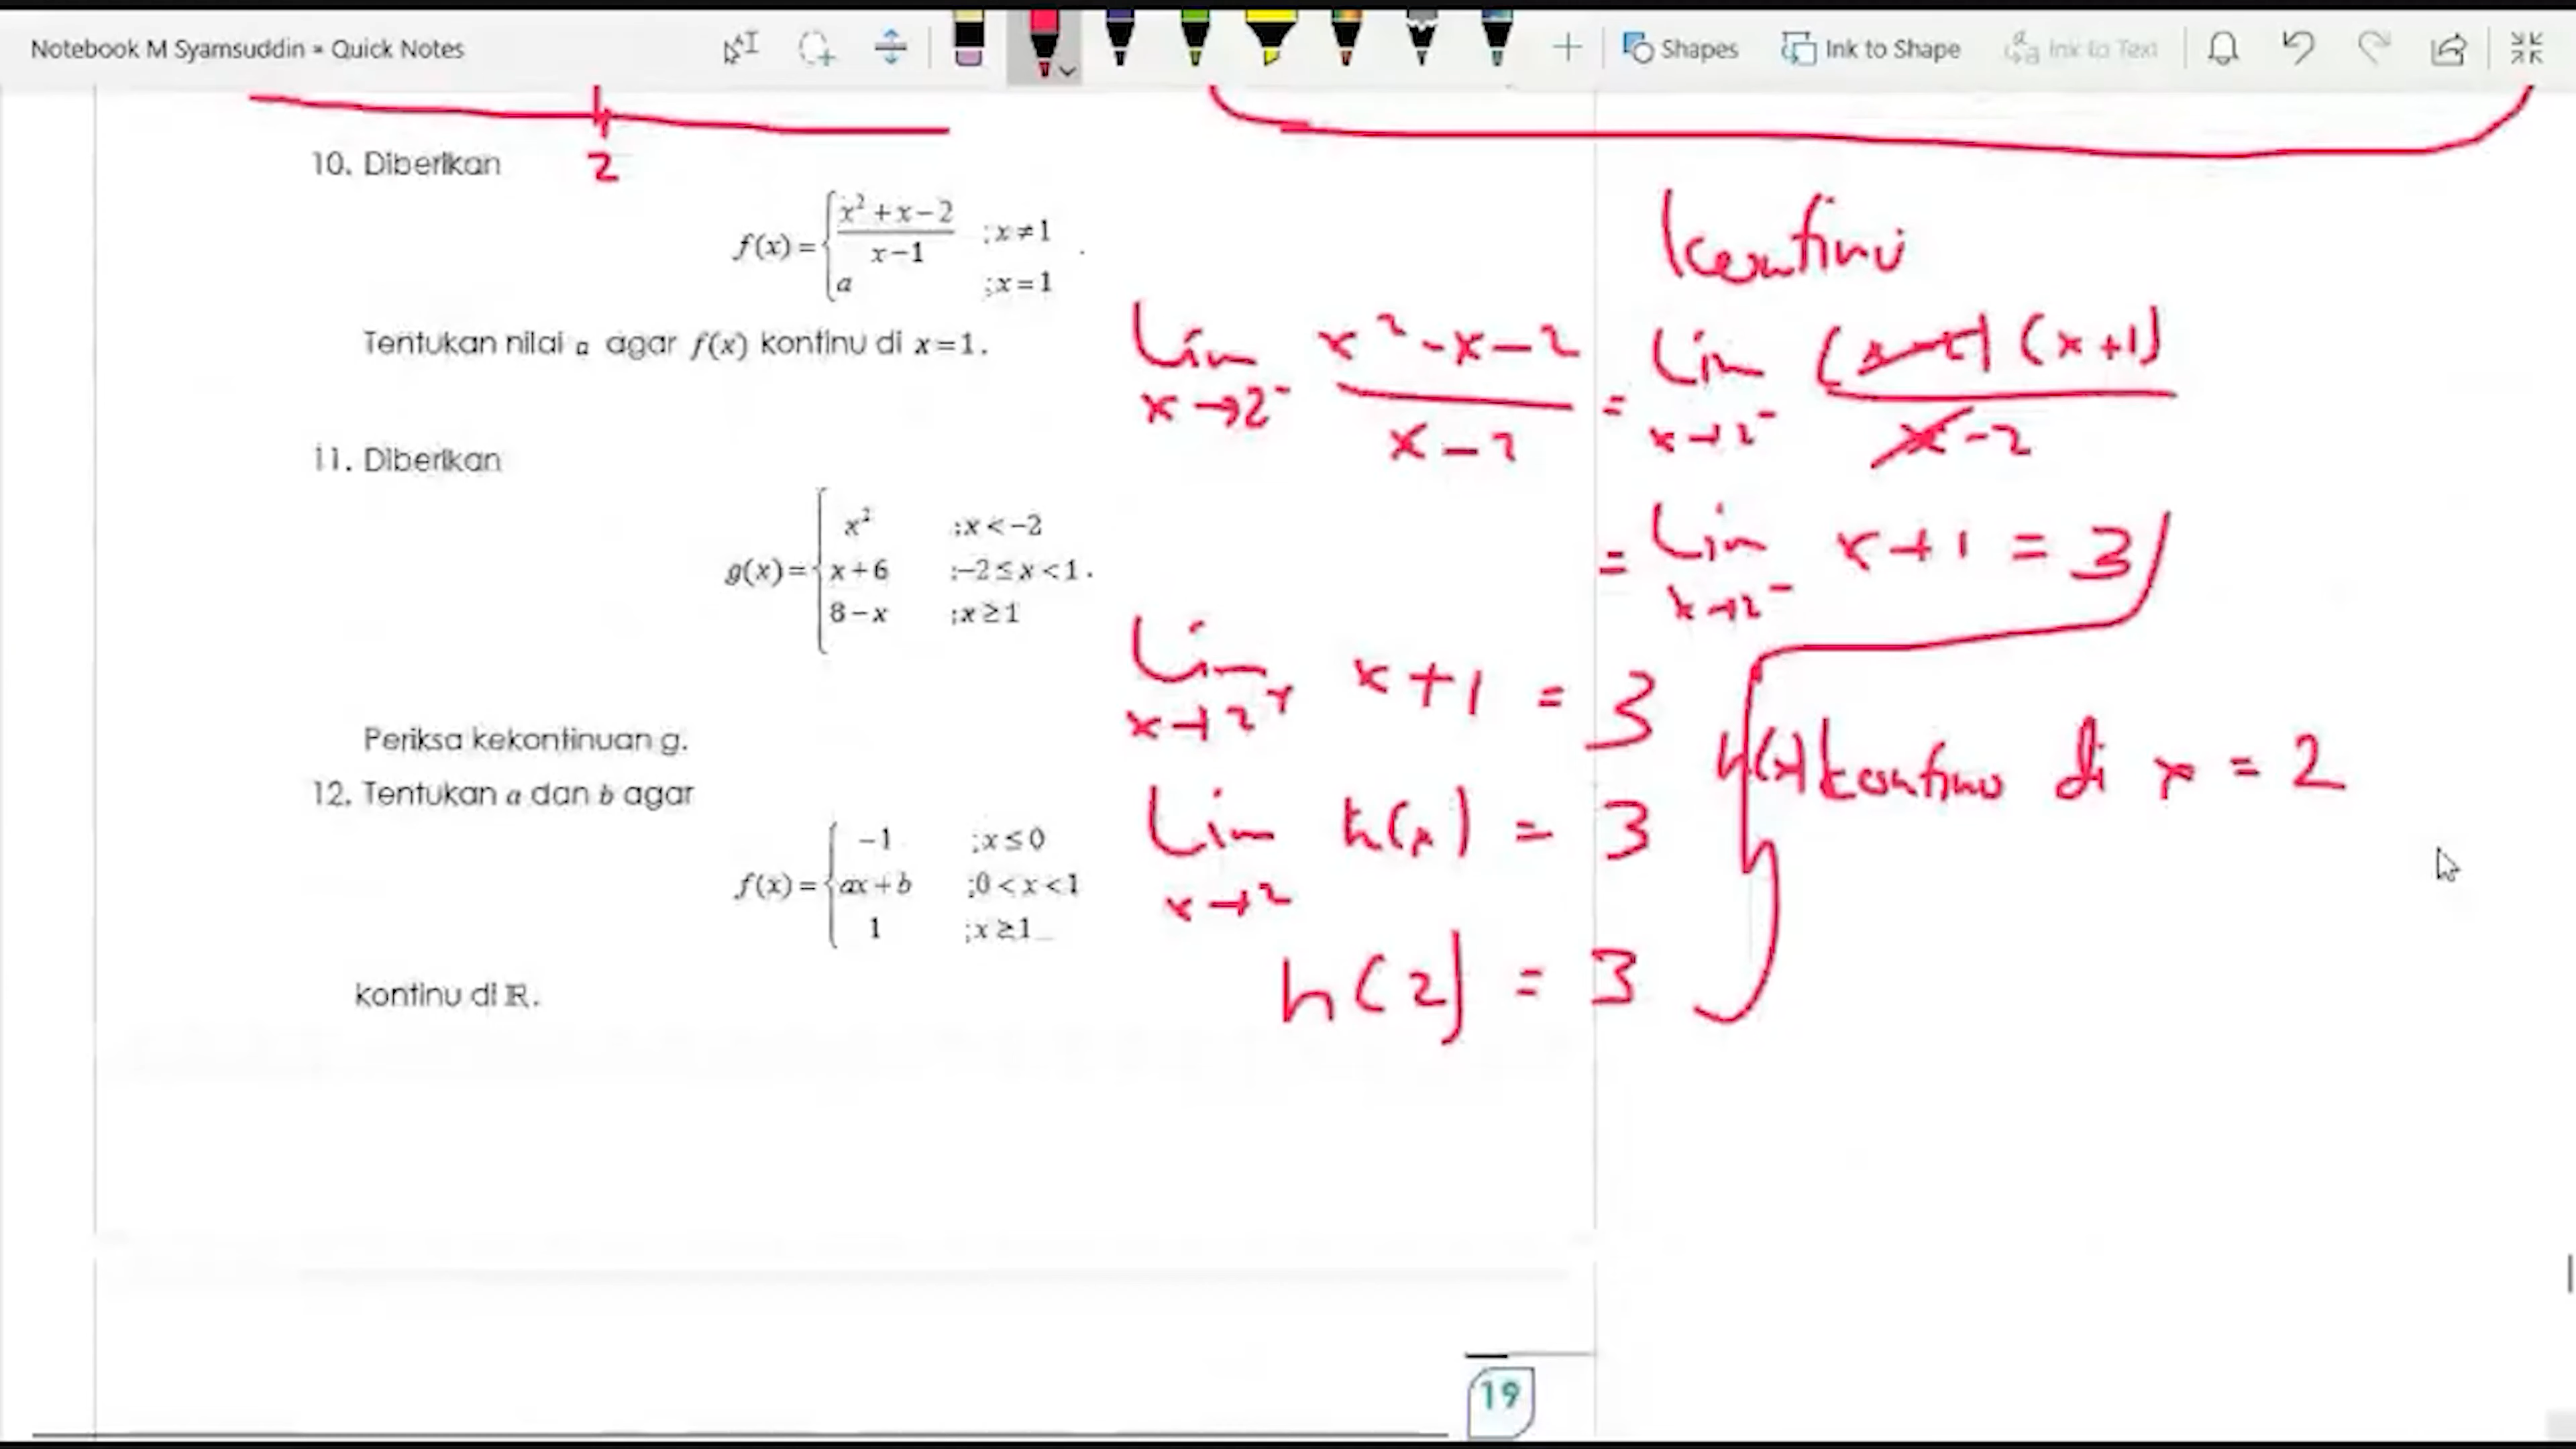 Notebook M Syamsuddin » Quick Notes
Shapes Ink to Shape Ink to Text
2
10. Diberikan
f(x) = { (x² + x - 2)/(x - 1) ; x ≠ 1
a ; x = 1
.
Tentukan nilai a agar f(x) kontinu di x = 1.
11. Diberikan
g(x) = { x² ; x < -2
x + 6 ; -2 ≤ x < 1 .
8 - x ; x ≥ 1
Periksa kekontinuan g.
12. Tentukan a dan b agar
f(x) = { -1 ; x ≤ 0
ax + b ; 0 < x < 1
1 ; x ≥ 1
kontinu di ℝ.
kontinu
Lim x→2⁻ (x² - x - 2)/(x - 2) = Lim x→2⁻ (x-2)(x+1)/(x - 2)
= Lim x→2⁻ x + 1 = 3
Lim x→2⁺ x + 1 = 3
Lim x→2 h(x) = 3
h(2) = 3
h(x) kontinu di x = 2
19